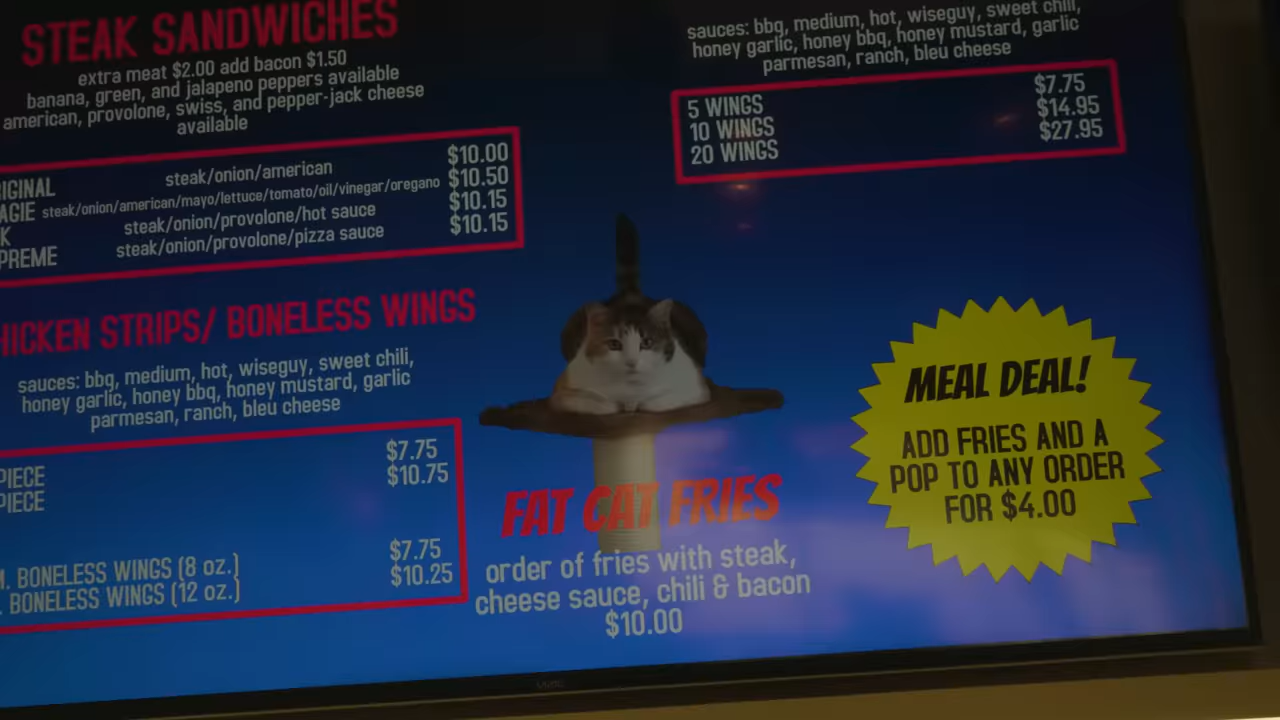 STEAK SANDWICHES
extra meat $2.00 add bacon $1.50
banana, green, and jalapeno peppers available
american, provolone, swiss, and pepper-jack cheese
available
steak/onion/american $10.00
steak/onion/american/mayo/lettuce/tomato/oil/vinegar/oregano $10.50
steak/onion/provolone/hot sauce $10.15
steak/onion/provolone/pizza sauce $10.15
STRIPS/ BONELESS WINGS
sauces: bbq, medium, hot, wiseguy, sweet chili,
honey garlic, honey bbq, honey mustard, garlic
parmesan, ranch, bleu cheese
PIECE $7.75
PIECE $10.75
BONELESS WINGS (8 oz.) $7.75
BONELESS WINGS (12 oz.) $10.25
sauces: bbq, medium, hot, wiseguy, sweet chili,
honey garlic, honey bbq, honey mustard, garlic
parmesan, ranch, bleu cheese
5 WINGS $7.75
10 WINGS $14.95
20 WINGS $27.95
FAT CAT FRIES
order of fries with steak,
cheese sauce, chili & bacon
$10.00
MEAL DEAL!
ADD FRIES AND A
POP TO ANY ORDER
FOR $4.00